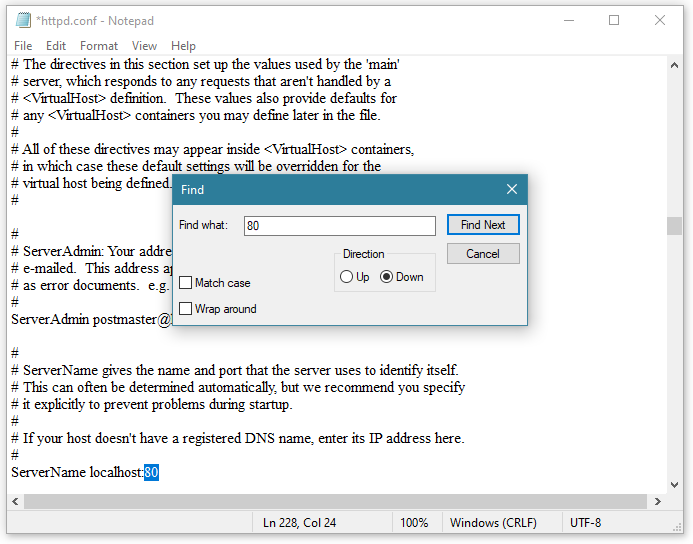 *httpd.conf - Notepad
File Edit Format View Help
# The directives in this section set up the values used by the 'main'
# server, which responds to any requests that aren't handled by a
# <VirtualHost> definition.  These values also provide defaults for
# any <VirtualHost> containers you may define later in the file.
#
# All of these directives may appear inside <VirtualHost> containers,
# in which case these default settings will be overridden for the
# virtual host being defined.
#
#
# ServerAdmin: Your addre
# e-mailed.  This address ap
# as error documents.  e.g.
#
ServerAdmin postmaster@
Find
Find what: 80
Find Next
Cancel
Direction
Up Down
Match case
Wrap around
#
# ServerName gives the name and port that the server uses to identify itself.
# This can often be determined automatically, but we recommend you specify
# it explicitly to prevent problems during startup.
#
# If your host doesn't have a registered DNS name, enter its IP address here.
#
ServerName localhost:80
Ln 228, Col 24 100% Windows (CRLF) UTF-8